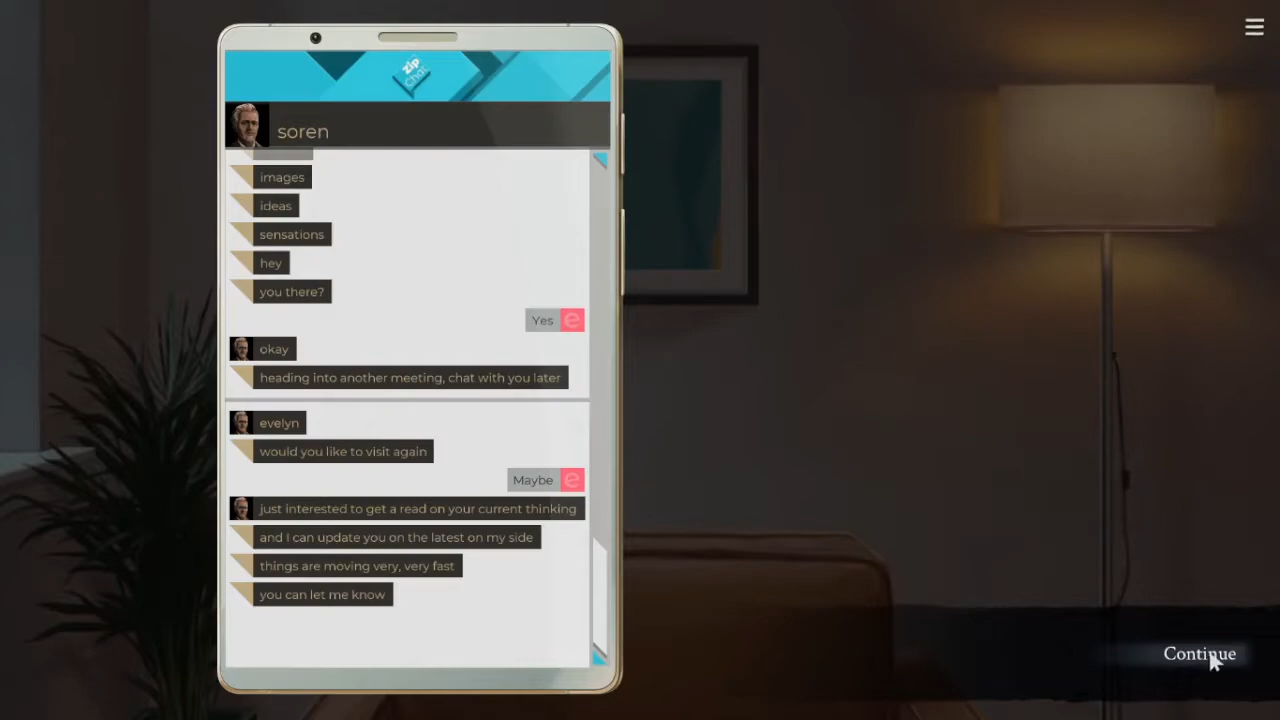 zip
Chat
soren
images
ideas
sensations
hey
you there?
Yes e
okay
heading into another meeting, chat with you later
evelyn
would you like to visit again
Maybe e
just interested to get a read on your current thinking
and I can update you on the latest on my side
things are moving very, very fast
you can let me know
Continue